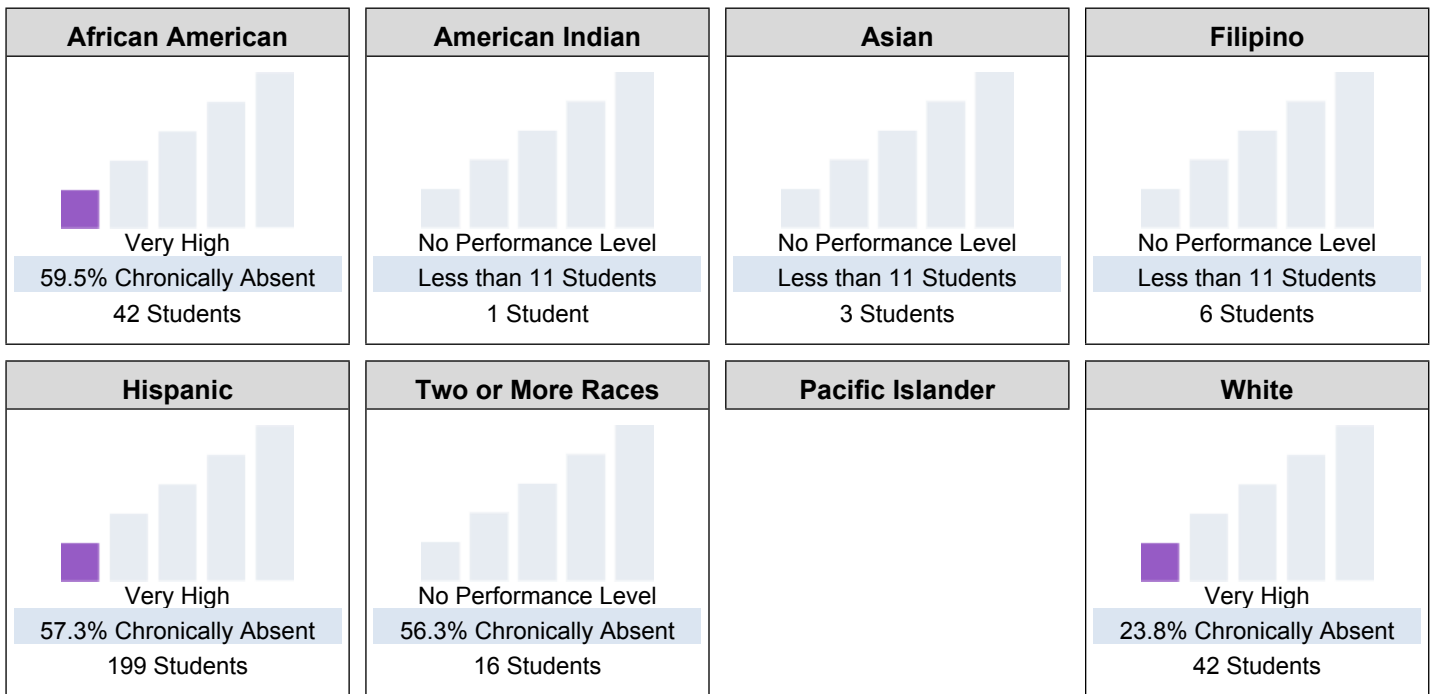 African American
Very High
59.5% Chronically Absent
42 Students
American Indian
No Performance Level
Less than 11 Students
1 Student
Asian
No Performance Level
Less than 11 Students
3 Students
Filipino
No Performance Level
Less than 11 Students
6 Students
Hispanic
Very High
57.3% Chronically Absent
199 Students
Two or More Races
No Performance Level
56.3% Chronically Absent
16 Students
Pacific Islander
White
Very High
23.8% Chronically Absent
42 Students